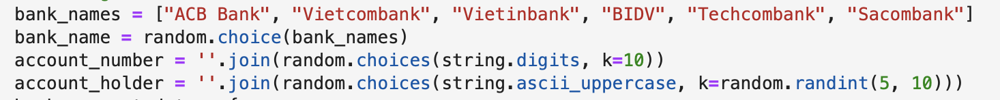 bank_names = ["ACB Bank", "Vietcombank", "Vietinbank", "BIDV", "Techcombank", "Sacombank"]
bank_name = random.choice(bank_names)
account_number = ''.join(random.choices(string.digits, k=10))
account_holder = ''.join(random.choices(string.ascii_uppercase, k=random.randint(5, 10)))